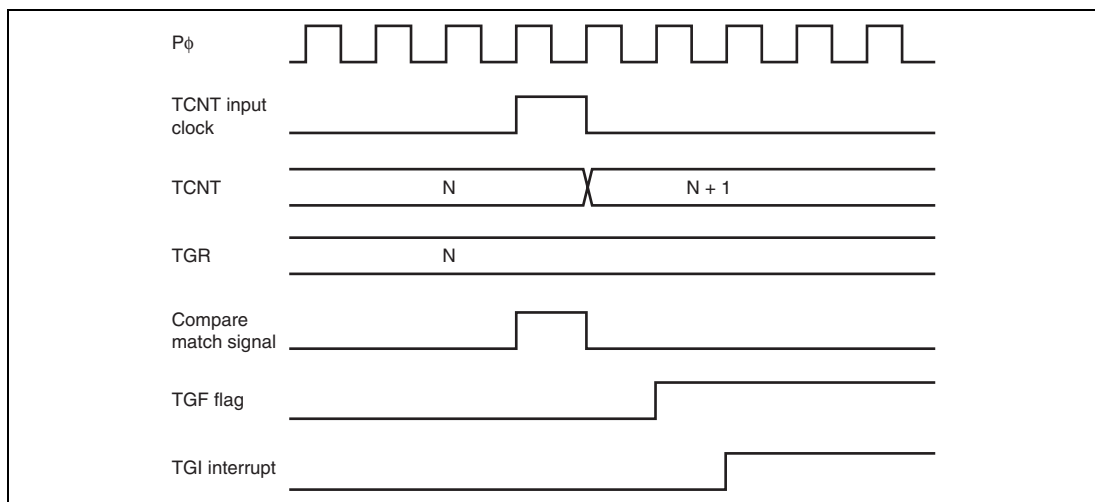 Pϕ
TCNT input
clock
TCNT
N
N + 1
TGR
N
Compare
match signal
TGF flag
TGI interrupt